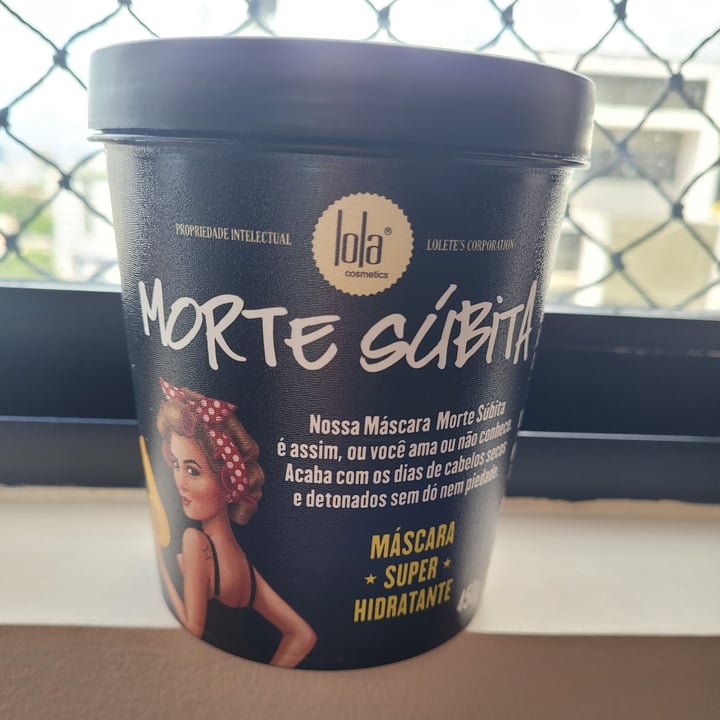 PROPRIEDADE INTELECTUAL
lola®
cosmetics
LOLETE'S CORPORATION
MORTE SÚBITA
Nossa Máscara Morte Súbita
é assim, ou você ama ou não conhece.
Acaba com os dias de cabelos secos
e detonados sem dó nem piedade.
MÁSCARA
★ SUPER ★
HIDRATANTE